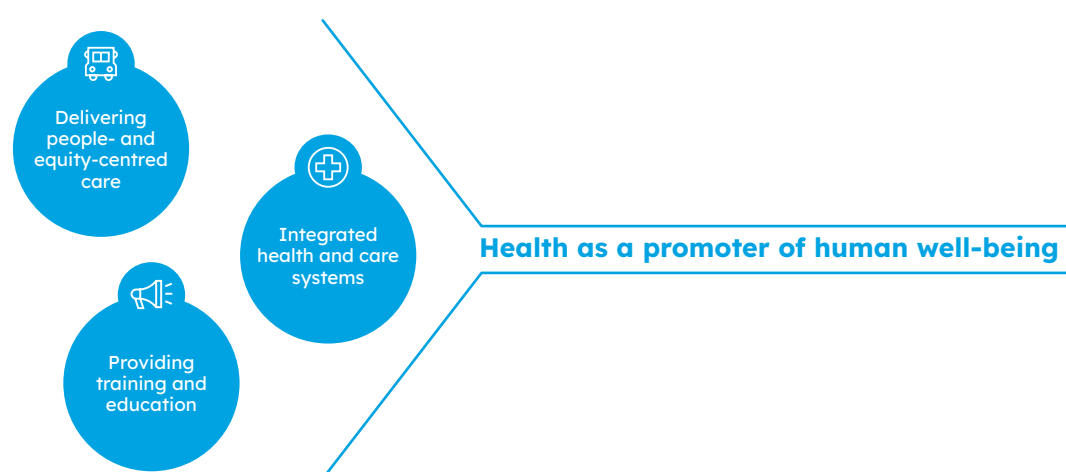 Delivering
people- and
equity-centred
care
Integrated
health and care
systems
Health as a promoter of human well-being
Providing
training and
education